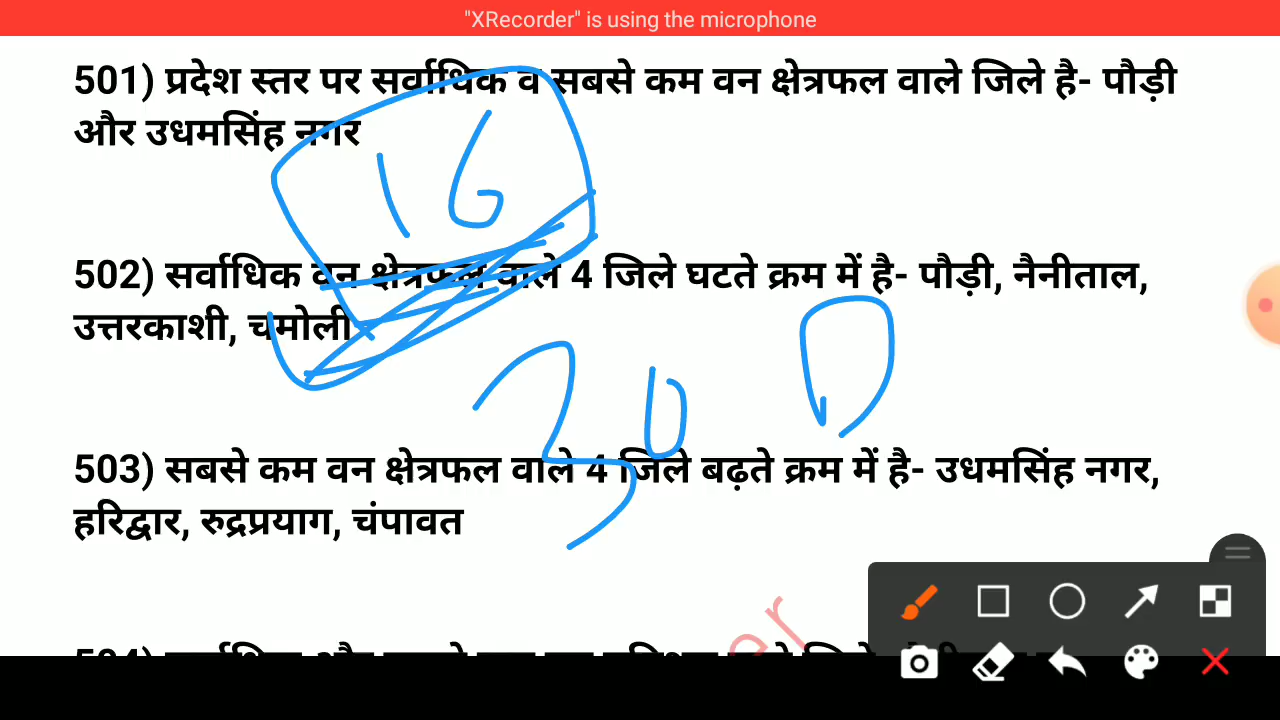 "XRecorder" is using the microphone
501) प्रदेश स्तर पर सर्वाधिक व सबसे कम वन क्षेत्रफल वाले जिले है- पौड़ी
और उधमसिंह नगर
16
502) सर्वाधिक वन क्षेत्रफल वाले 4 जिले घटते क्रम में है- पौड़ी, नैनीताल,
उत्तरकाशी, चमोली
30 D
503) सबसे कम वन क्षेत्रफल वाले 4 जिले बढ़ते क्रम में है- उधमसिंह नगर,
हरिद्वार, रुद्रप्रयाग, चंपावत